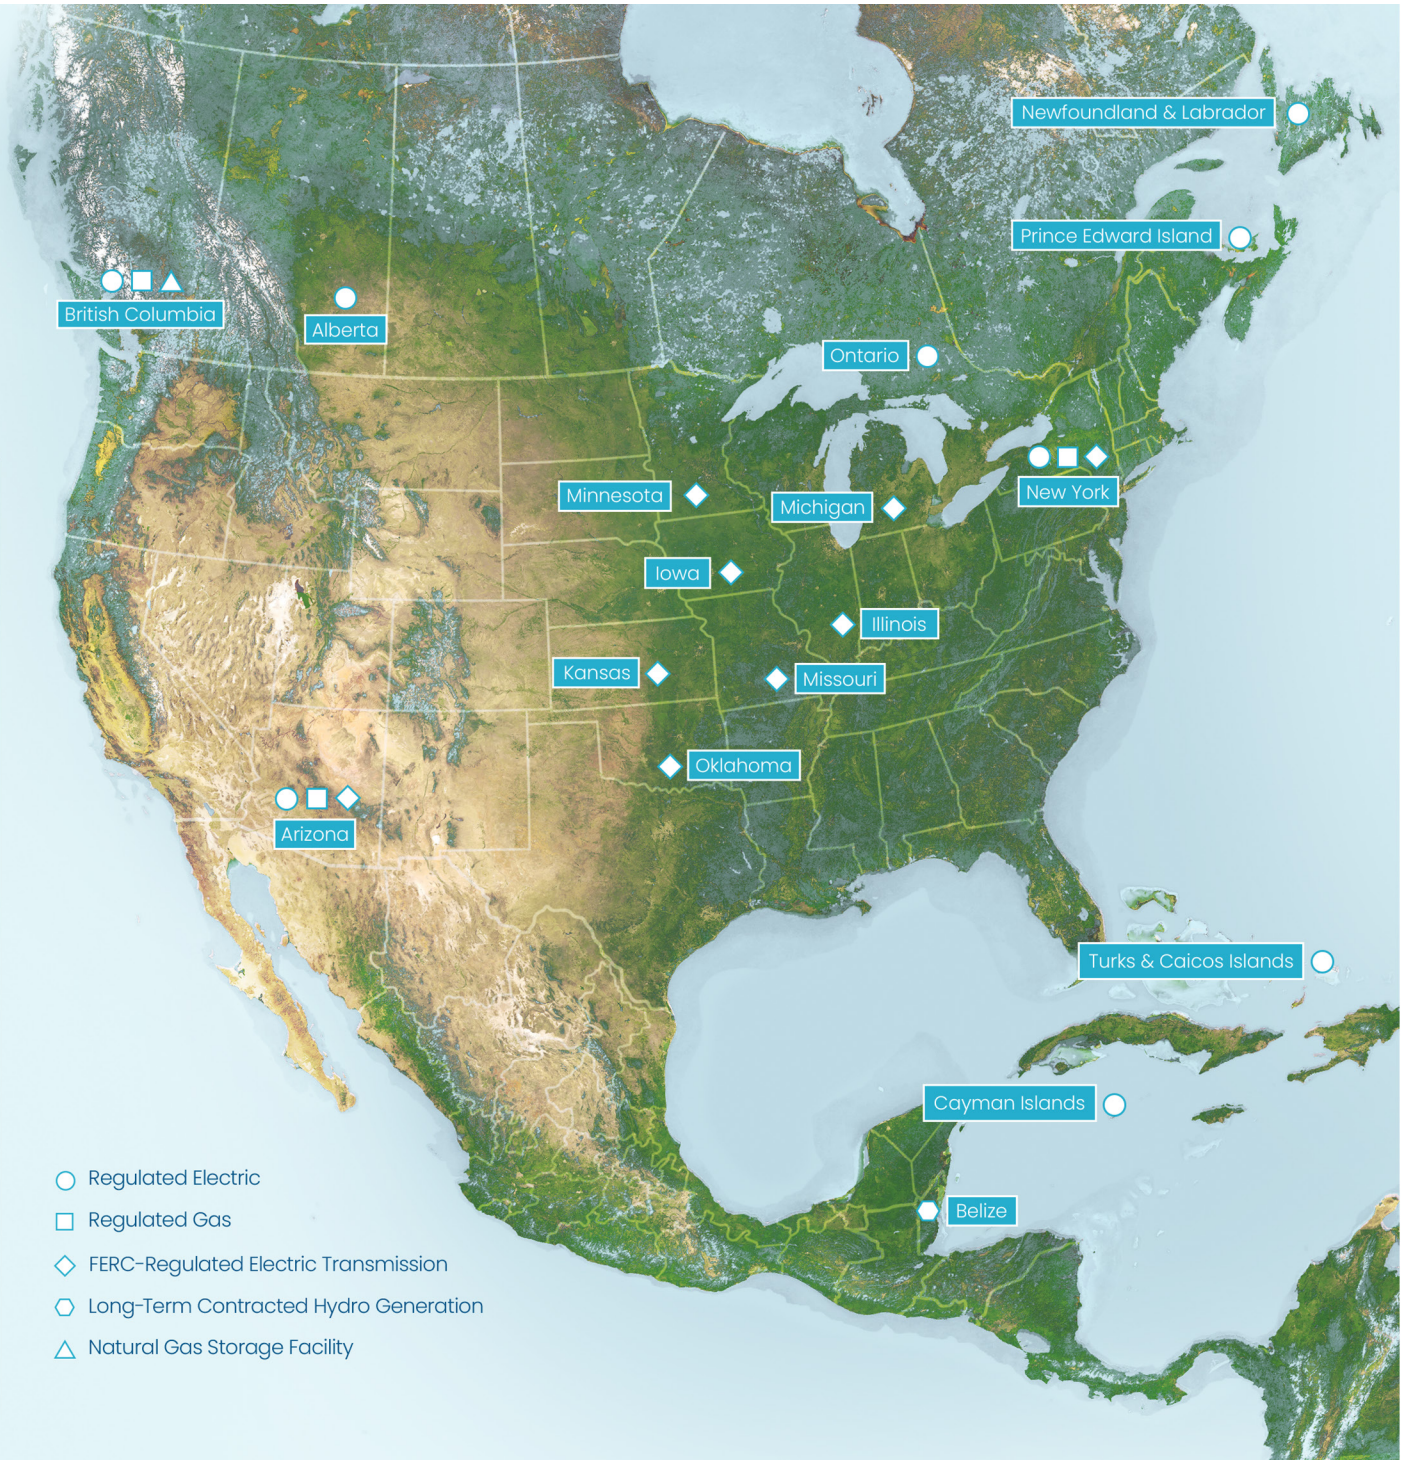 Newfoundland & Labrador
Prince Edward Island
British Columbia
Alberta
Ontario
New York
Minnesota
Michigan
Iowa
Illinois
Kansas
Missouri
Oklahoma
Arizona
Turks & Caicos Islands
Cayman Islands
Belize
Regulated Electric
Regulated Gas
FERC-Regulated Electric Transmission
Long-Term Contracted Hydro Generation
Natural Gas Storage Facility